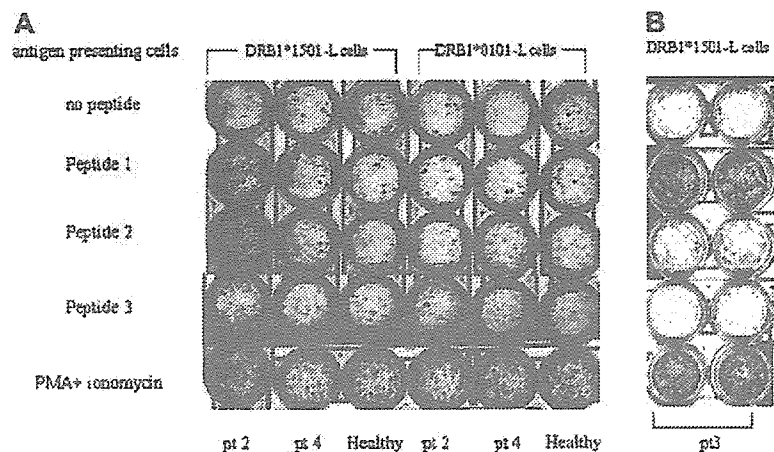 A
antigen presenting cells
DRB1*1501-L cells
DRB1*0101-L cells
B
DRB1*1501-L cells
no peptide
Peptide 1
Peptide 2
Peptide 3
PMA+ ionomycin
pt 2
pt 4
Healthy
pt 2
pt 4
Healthy
pt3